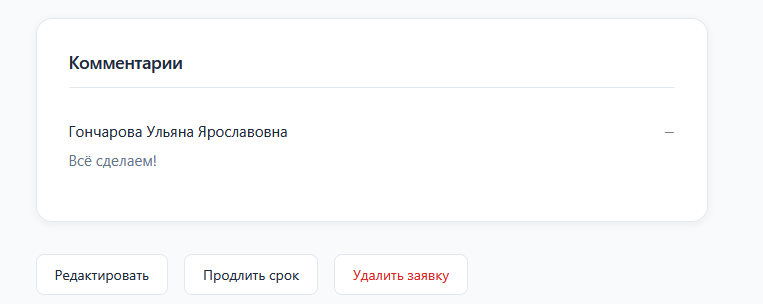 Комментарии
Гончарова Ульяна Ярославовна —
Всё сделаем!
Редактировать Продлить срок Удалить заявку